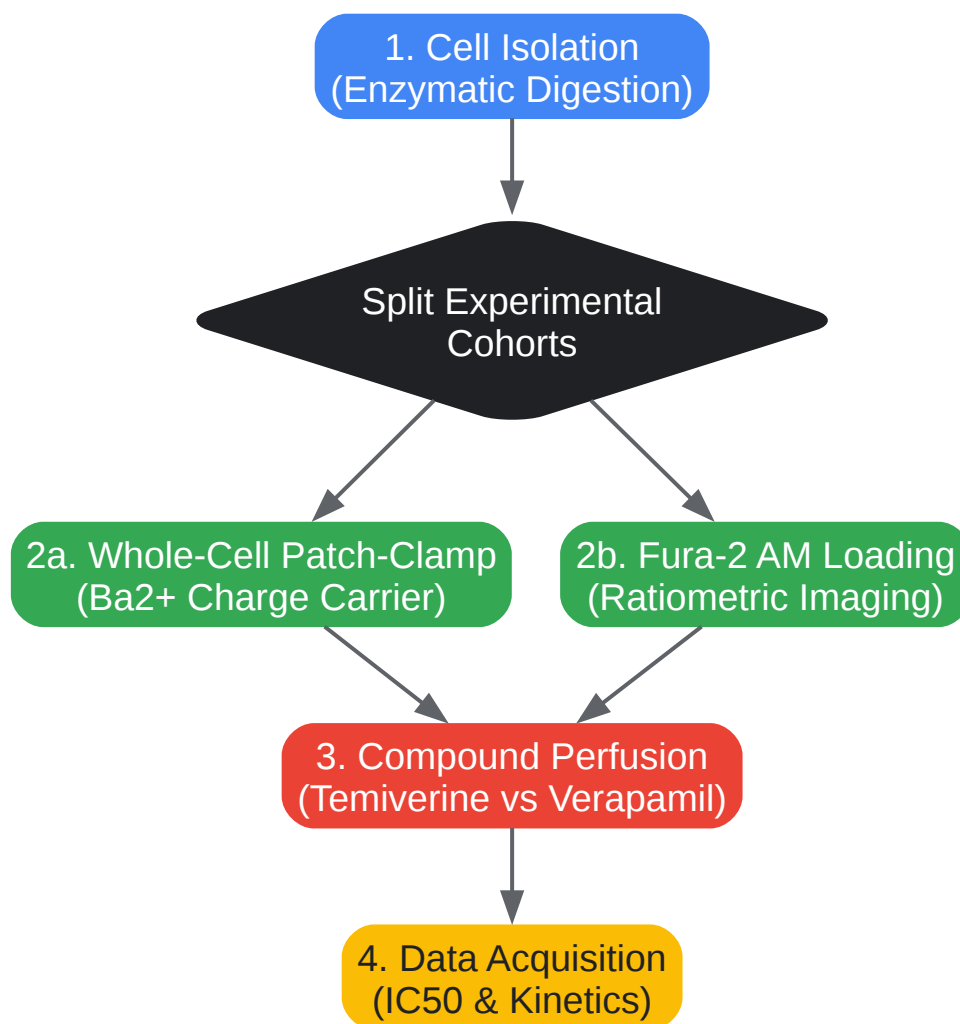 1. Cell Isolation
(Enzymatic Digestion)
Split Experimental
Cohorts
2a. Whole-Cell Patch-Clamp
(Ba2+ Charge Carrier)
2b. Fura-2 AM Loading
(Ratiometric Imaging)
3. Compound Perfusion
(Temiverine vs Verapamil)
4. Data Acquisition
(IC50 & Kinetics)